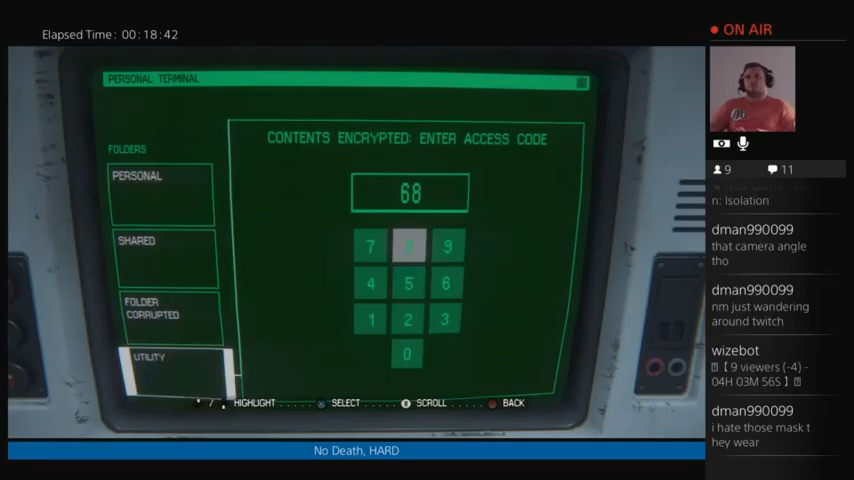 Elapsed Time: 00:18:42
ON AIR
PERSONAL TERMINAL
CONTENTS ENCRYPTED: ENTER ACCESS CODE
FOLDERS
PERSONAL
SHARED
FOLDER
CORRUPTED
UTILITY
68
7 8 9
4 5 6
1 2 3
0
/ HIGHLIGHT..... SELECT..... SCROLL..... BACK
No Death, HARD
9 11
n: Isolation
dman990099
that camera angle
tho
dman990099
nm just wandering
around twitch
wizebot
【 9 viewers (-4) -
04H 03M 56S 】
dman990099
i hate those mask t
hey wear